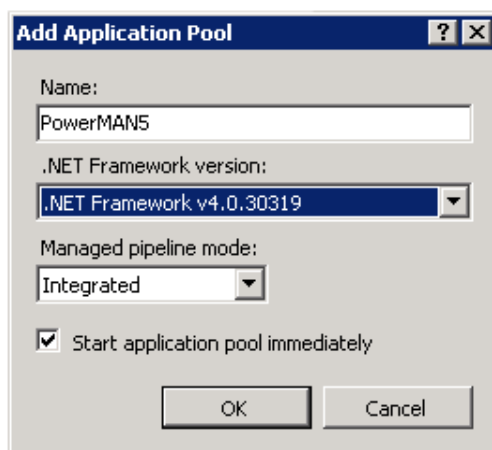 Add Application Pool
Name:
PowerMAN5
.NET Framework version:
.NET Framework v4.0.30319
Managed pipeline mode:
Integrated
Start application pool immediately
OK Cancel